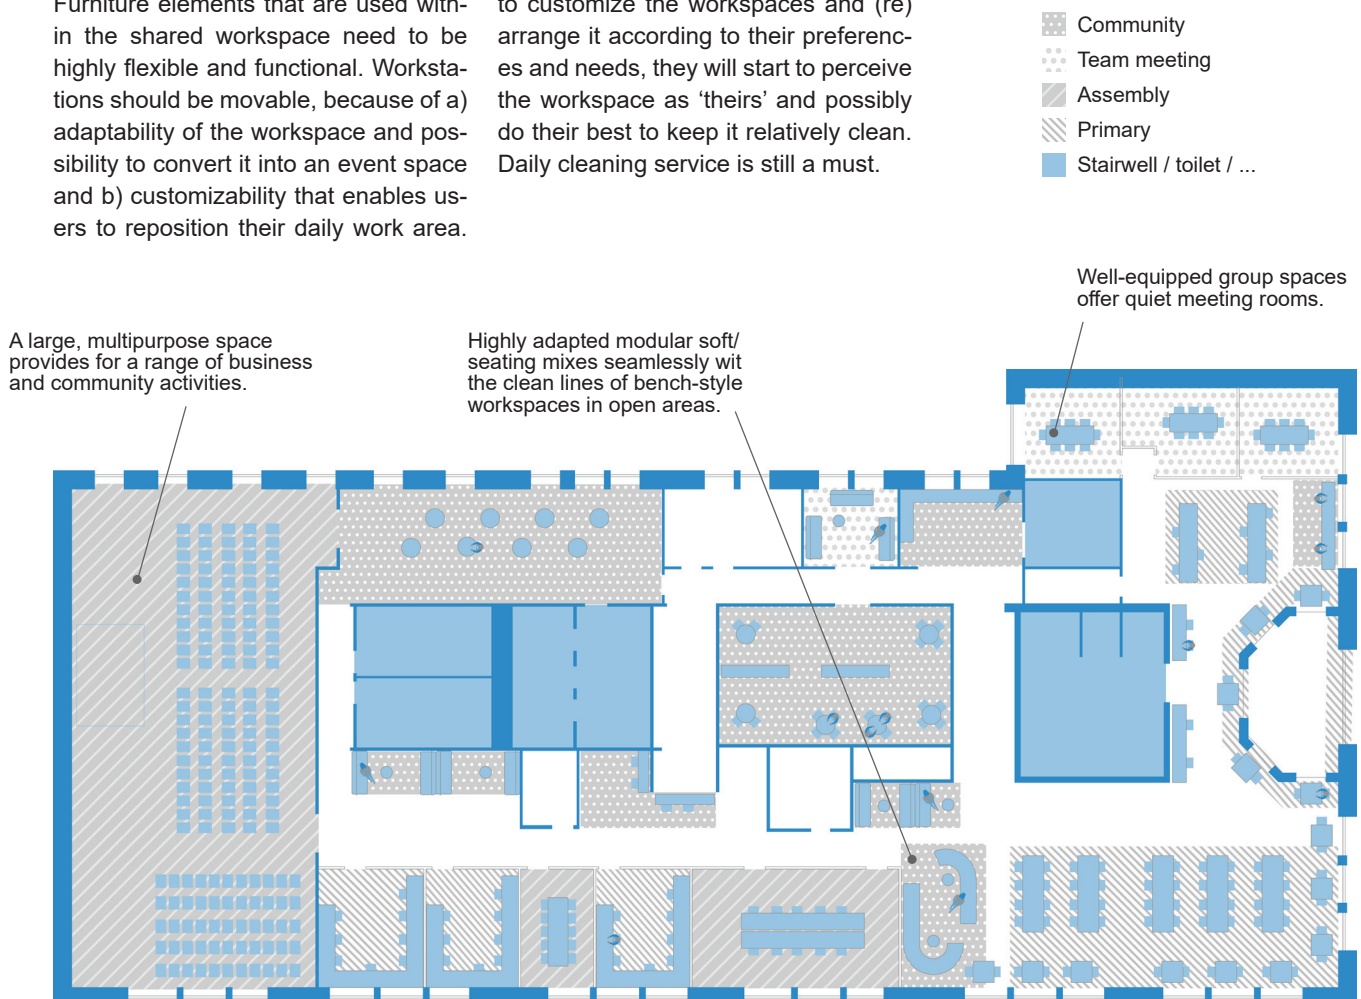 Furniture elements that are used with-
in the shared workspace need to be
highly flexible and functional. Worksta-
tions should be movable, because of a)
adaptability of the workspace and pos-
sibility to convert it into an event space
and b) customizability that enables us-
ers to reposition their daily work area.
to customize the workspaces and (re)
arrange it according to their preferenc-
es and needs, they will start to perceive
the workspace as ‘theirs’ and possibly
do their best to keep it relatively clean.
Daily cleaning service is still a must.
Community
Team meeting
Assembly
Primary
Stairwell / toilet / ...
Well-equipped group spaces
offer quiet meeting rooms.
A large, multipurpose space
provides for a range of business
and community activities.
Highly adapted modular soft/
seating mixes seamlessly wit
the clean lines of bench-style
workspaces in open areas.